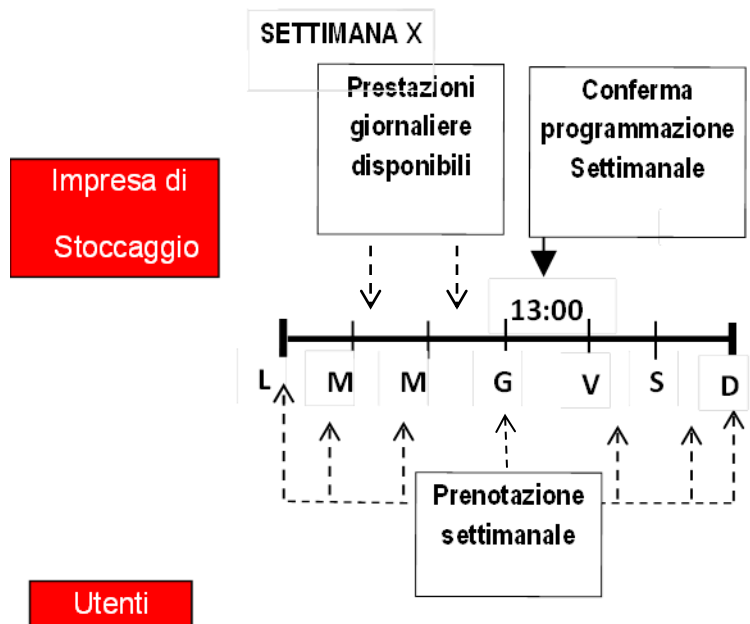 SETTIMANA X
Prestazioni
giornaliere
disponibili
Conferma
programmazione
Settimanale
Impresa di
Stoccaggio
13:00
L M M G V S D
Prenotazione
settimanale
Utenti